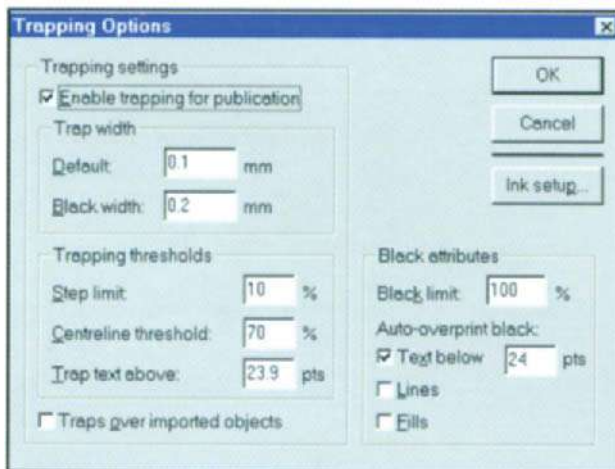 Trapping Options
Trapping settings
Enable trapping for publication
Trap width
Default: 0.1 mm
Black width: 0.2 mm
Trapping thresholds
Step limit: 10 %
Centreline threshold: 70 %
Trap text above: 23.9 pts
Traps over imported objects
OK
Cancel
Ink setup...
Black attributes
Black limit: 100 %
Auto-overprint black:
Text below 24 pts
Lines
Fills